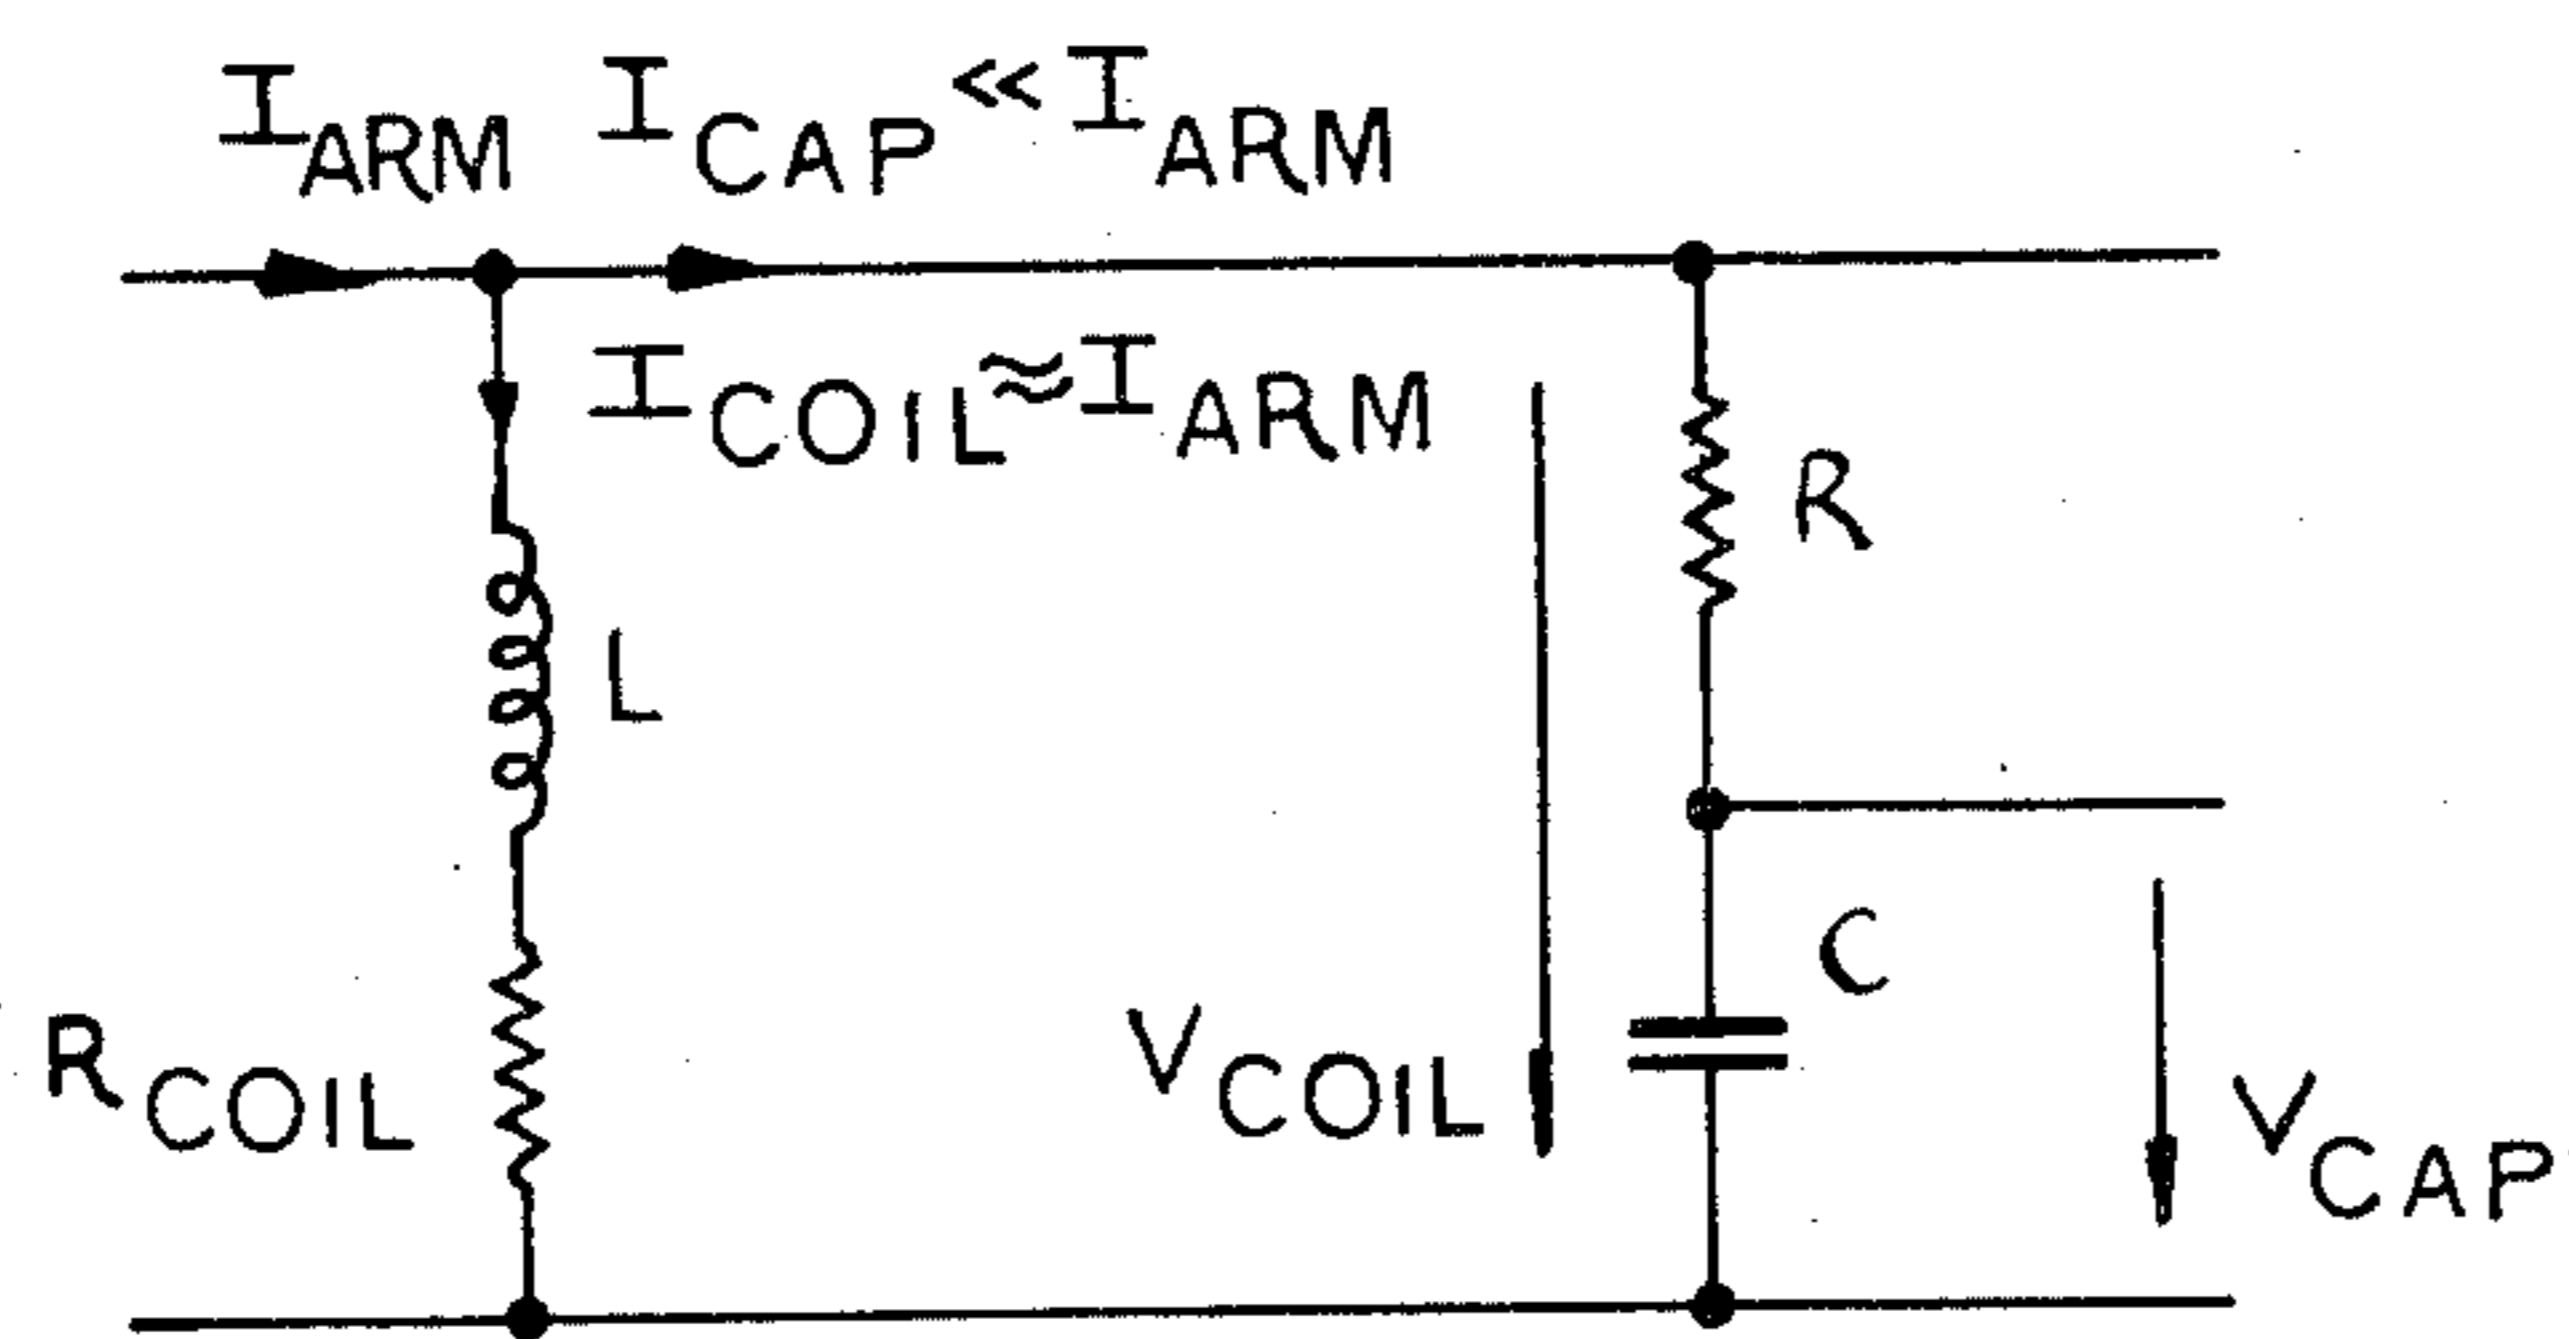 I_ARM I_CAP << I_ARM
I_COIL ≈ I_ARM
R
L
C
R_COIL
V_COIL
V_CAP